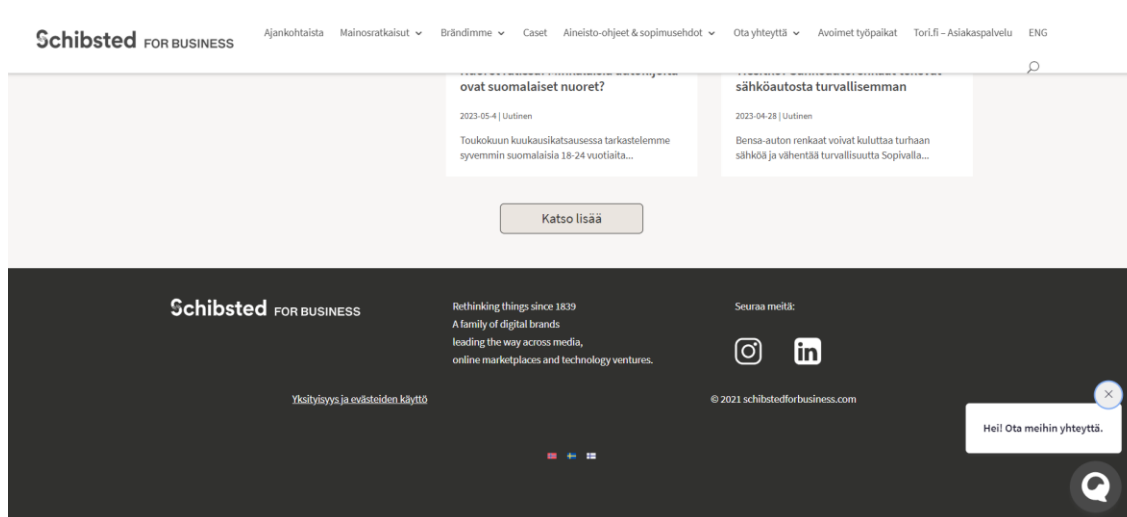 Schibsted FOR BUSINESS
Ajankohtaista Mainosratkaisut Brändimme Caset Aineisto-ohjeet & sopimusehdot Ota yhteyttä Avoimet työpaikat Tori.fi – Asiakaspalvelu ENG
ovat suomalaiset nuoret?
2023-05-4 | Uutinen
Toukokuun kuukausikatsausessa tarkastelemme
syvemmin suomalaisia 18-24 vuotiaita...
sähköautosta turvallisemman
2023-04-28 | Uutinen
Bensa-auton renkaat voivat kuluttaa turhaan
sähköä ja vähentää turvallisuutta Sopivalla...
Katso lisää
Schibsted FOR BUSINESS
Rethinking things since 1839
A family of digital brands
leading the way across media,
online marketplaces and technology ventures.
Seuraa meitä:
Yksityisyys ja evästeiden käyttö
© 2021 schibstedforbusiness.com
Hei! Ota meihin yhteyttä.